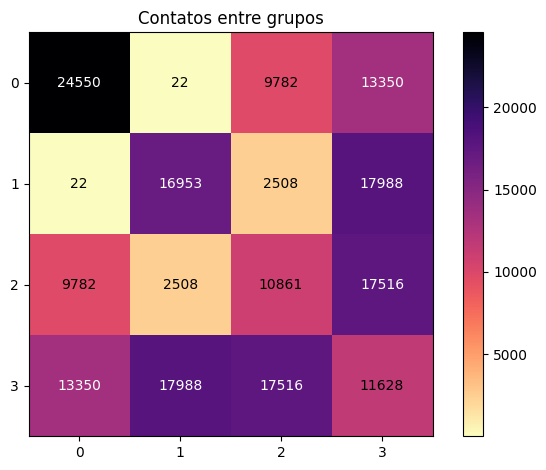 Contatos entre grupos
0 24550 22 9782 13350
1 22 16953 2508 17988
2 9782 2508 10861 17516
3 13350 17988 17516 11628
0 1 2 3
20000
15000
10000
5000